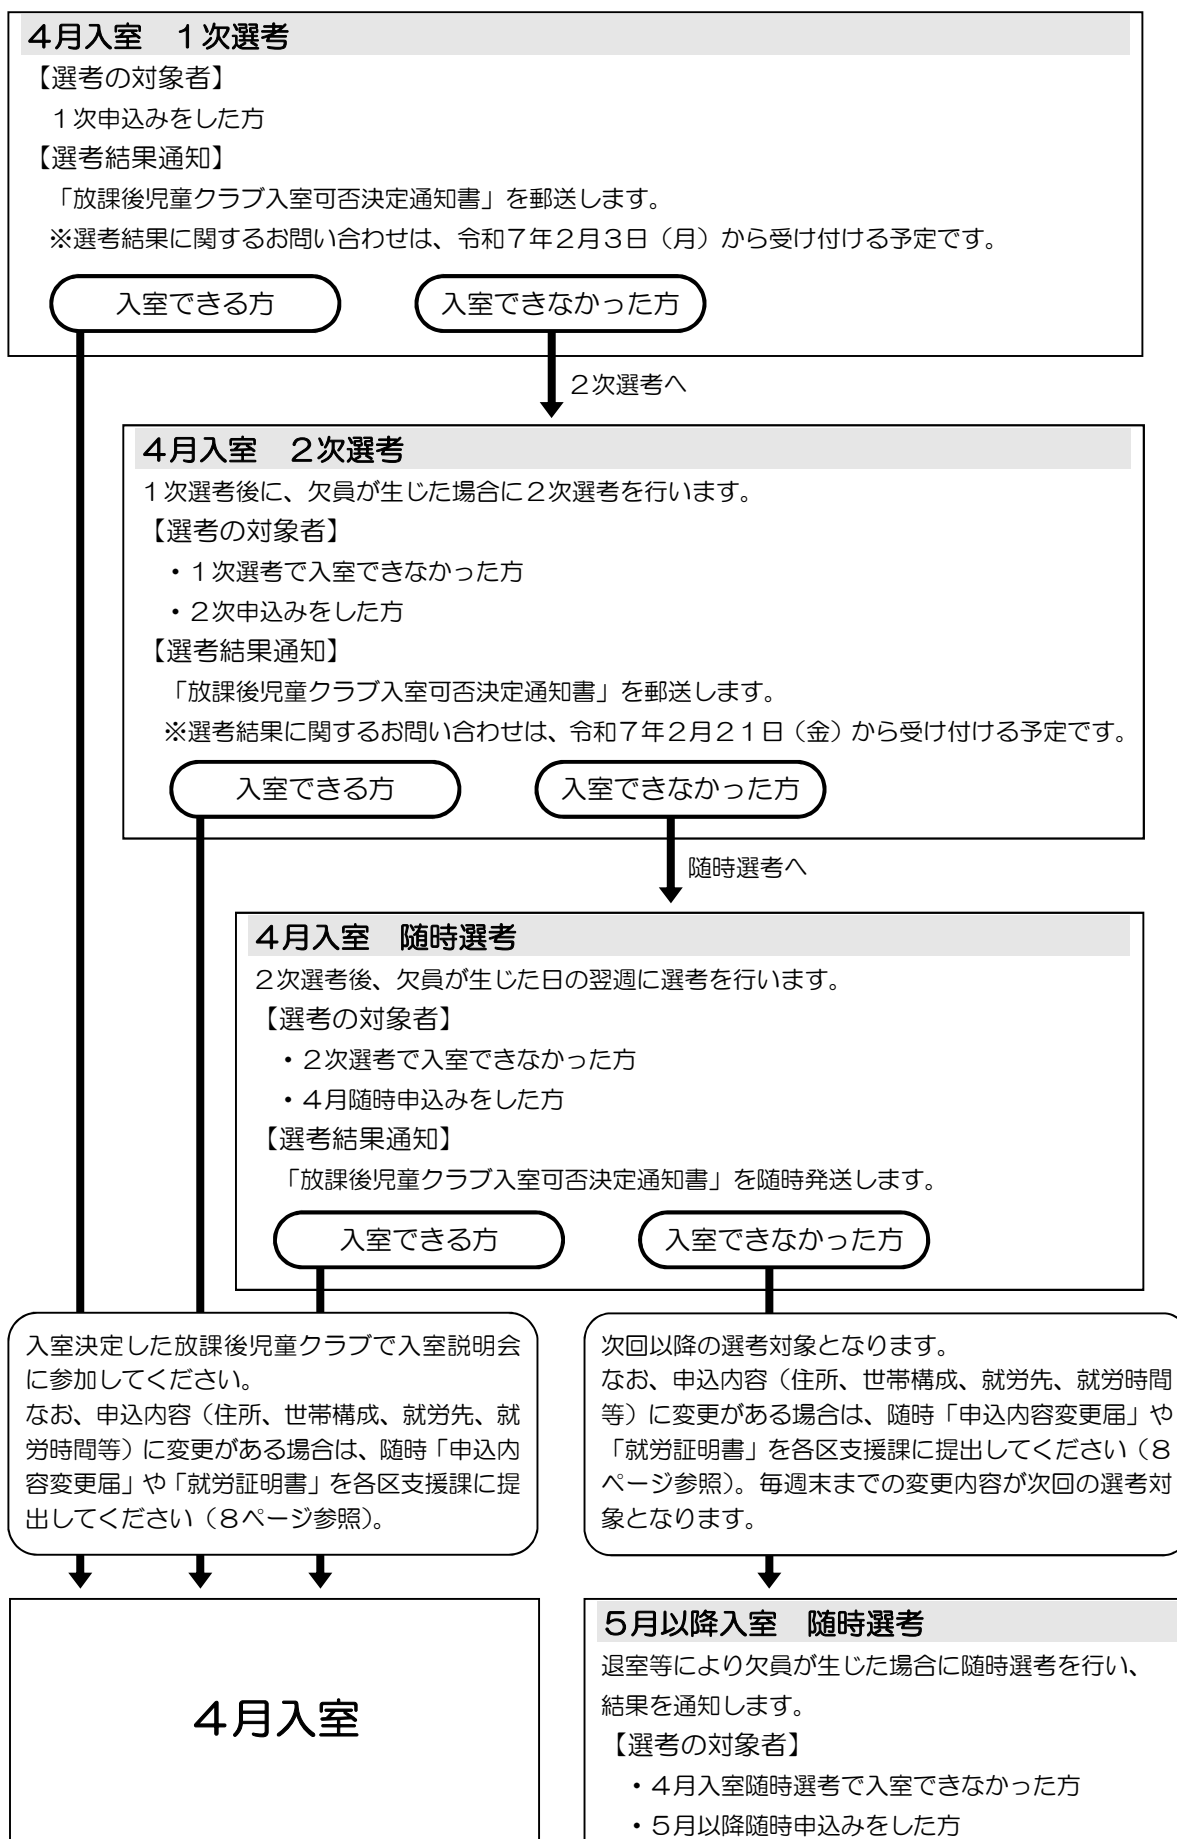 ４月入室　１次選考
【選考の対象者】
１次申込みをした方
【選考結果通知】
「放課後児童クラブ入室可否決定通知書」を郵送します。
※選考結果に関するお問い合わせは、令和７年２月３日（月）から受け付ける予定です。
入室できる方
入室できなかった方
２次選考へ
４月入室　２次選考
１次選考後に、欠員が生じた場合に２次選考を行います。
【選考の対象者】
・１次選考で入室できなかった方
・２次申込みをした方
【選考結果通知】
「放課後児童クラブ入室可否決定通知書」を郵送します。
※選考結果に関するお問い合わせは、令和７年２月２１日（金）から受け付ける予定です。
入室できる方
入室できなかった方
随時選考へ
４月入室　随時選考
２次選考後、欠員が生じた日の翌週に選考を行います。
【選考の対象者】
・２次選考で入室できなかった方
・４月随時申込みをした方
【選考結果通知】
「放課後児童クラブ入室可否決定通知書」を随時発送します。
入室できる方
入室できなかった方
入室決定した放課後児童クラブで入室説明会
に参加してください。
なお、申込内容（住所、世帯構成、就労先、就
労時間等）に変更がある場合は、随時「申込内
容変更届」や「就労証明書」を各区支援課に提
出してください（８ページ参照）。
次回以降の選考対象となります。
なお、申込内容（住所、世帯構成、就労先、就労時間
等）に変更がある場合は、随時「申込内容変更届」や
「就労証明書」を各区支援課に提出してください（８
ページ参照）。毎週末までの変更内容が次回の選考対
象となります。
４月入室
５月以降入室　随時選考
退室等により欠員が生じた場合に随時選考を行い、
結果を通知します。
【選考の対象者】
・４月入室随時選考で入室できなかった方
・５月以降随時申込みをした方